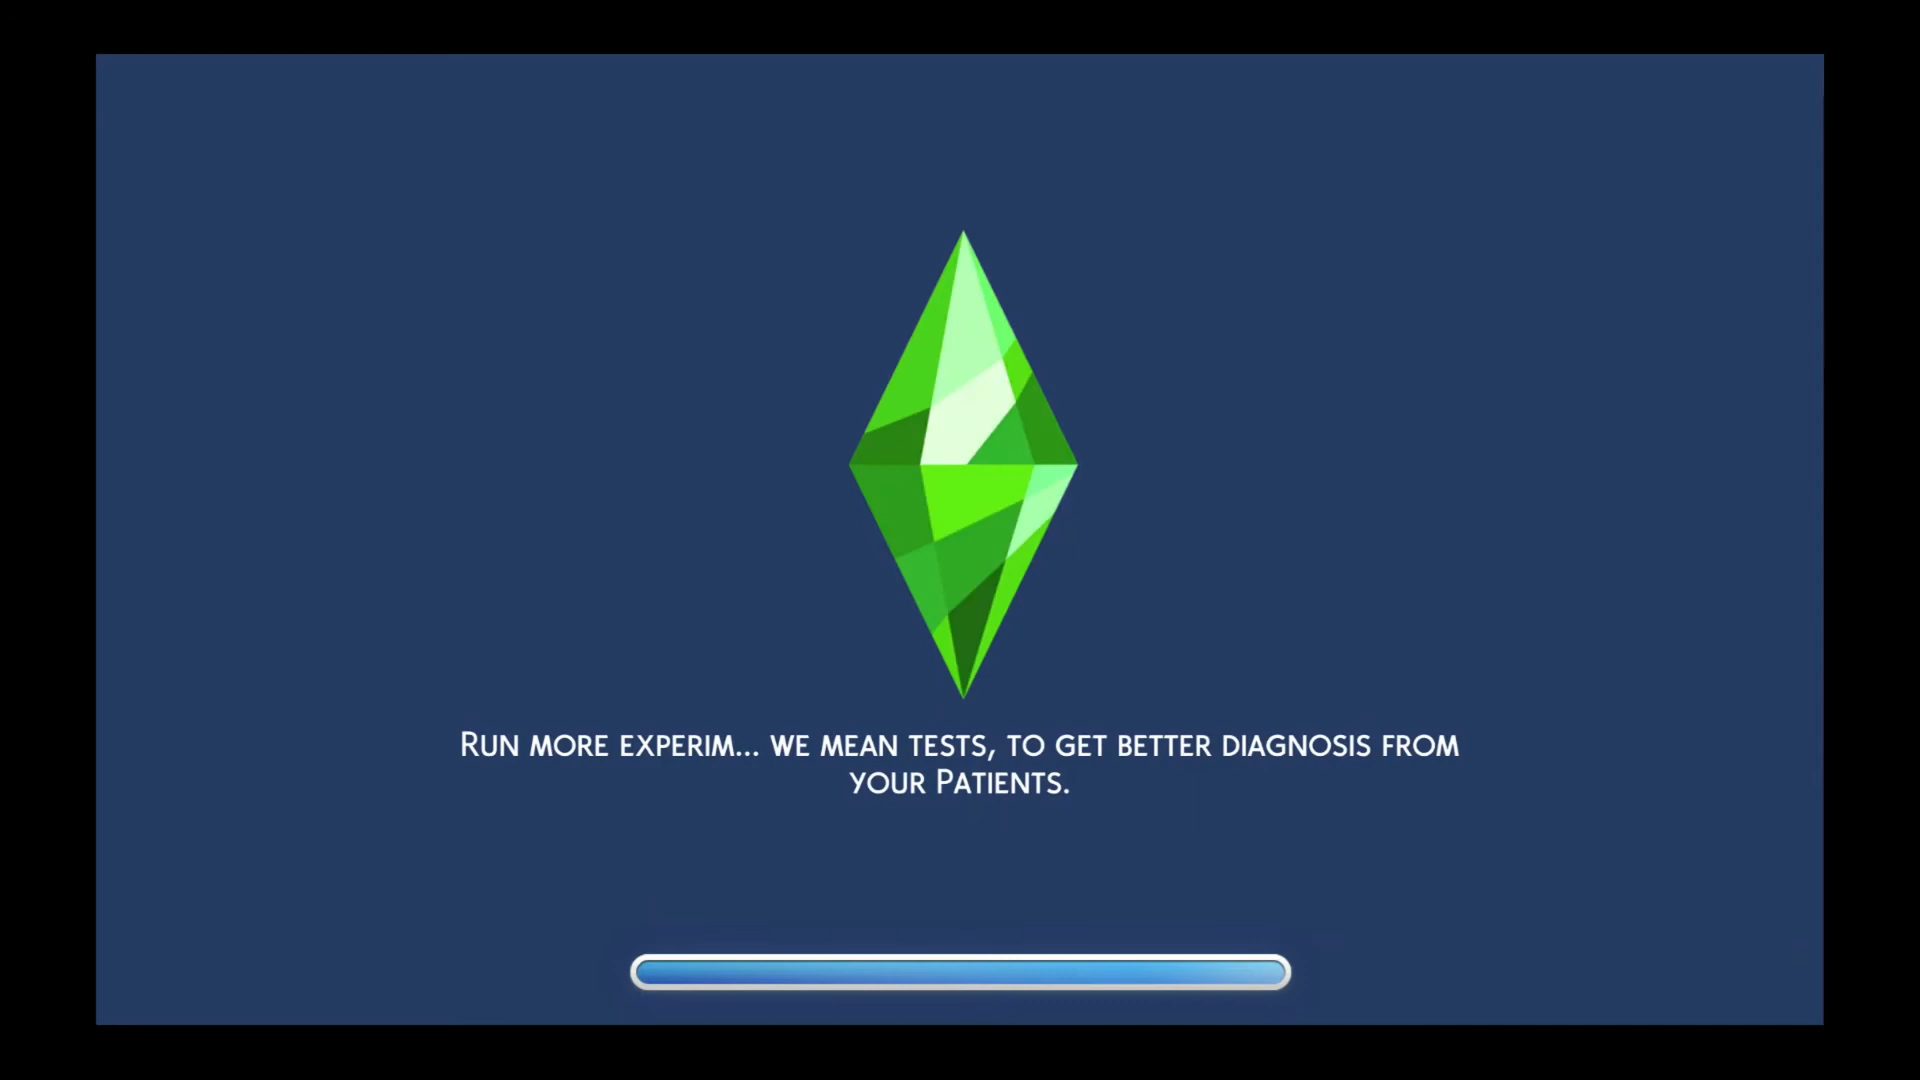 Run more experim... we mean tests, to get better diagnosis from
your Patients.